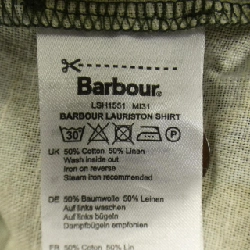 Barbour®
LSH1551 MI31
BARBOUR LAURISTON SHIRT
30 P
UK 50% Cotton 50% Linen
Wash inside out
Iron on reverse
Steam iron recommended
DE 50% Baumwolle 50% Leinen
Auf links waschen
Auf links bügeln
Dampfbügeln empfohlen
FR 50% Cotton 50% Lin